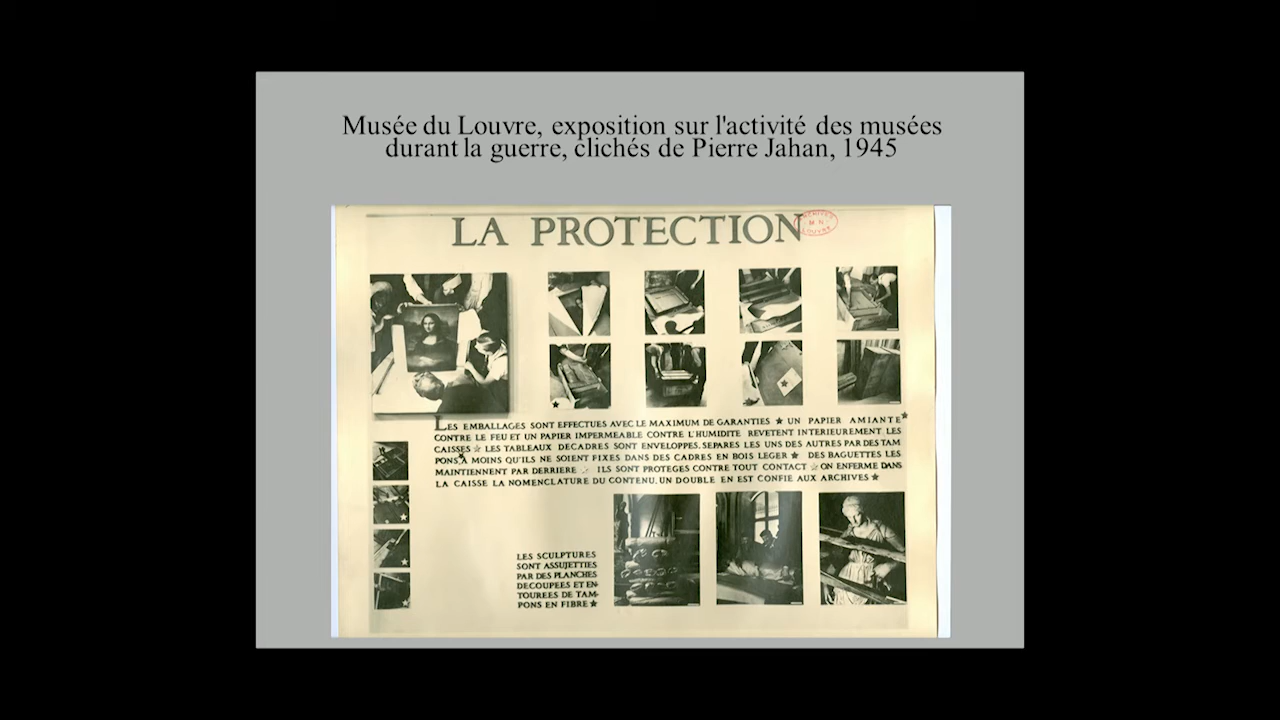 Musée du Louvre, exposition sur l'activité des musées
durant la guerre, clichés de Pierre Jahan, 1945
LA PROTECTION
ARCHIVES
M. N.
LOUVRE
LES EMBALLAGES SONT EFFECTUES AVEC LE MAXIMUM DE GARANTIES ★ UN PAPIER AMIANTE★
CONTRE LE FEU ET UN PAPIER IMPERMEABLE CONTRE L'HUMIDITE REVETENT INTERIEUREMENT LES
CAISSES ☆ LES TABLEAUX DECADRES SONT ENVELOPPES, SEPARES LES UNS DES AUTRES PAR DES TAM
PONS, A MOINS QU'ILS NE SOIENT FIXES DANS DES CADRES EN BOIS LEGER ★ DES BAGUETTES LES
MAINTIENNENT PAR DERRIERE ☆ ILS SONT PROTEGES CONTRE TOUT CONTACT ☆ ON ENFERME DANS
LA CAISSE LA NOMENCLATURE DU CONTENU, UN DOUBLE EN EST CONFIE AUX ARCHIVES ★
LES SCULPTURES
SONT ASSUJETTIES
PAR DES PLANCHES
DECOUPEES ET EN-
TOUREES DE TAM-
PONS EN FIBRE ★